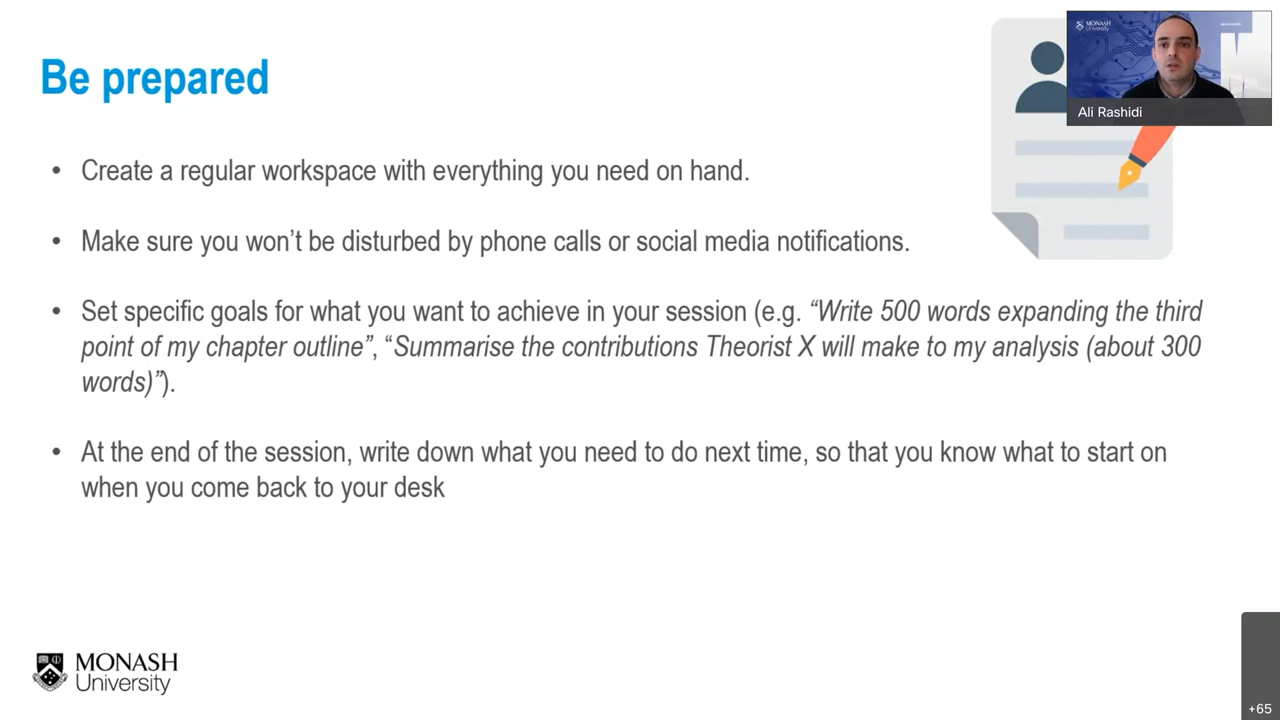 Be prepared
MONASH
University
Ali Rashidi
• Create a regular workspace with everything you need on hand.
• Make sure you won’t be disturbed by phone calls or social media notifications.
• Set specific goals for what you want to achieve in your session (e.g. “Write 500 words expanding the third
point of my chapter outline”, “Summarise the contributions Theorist X will make to my analysis (about 300
words)”).
• At the end of the session, write down what you need to do next time, so that you know what to start on
when you come back to your desk
MONASH
University
+65